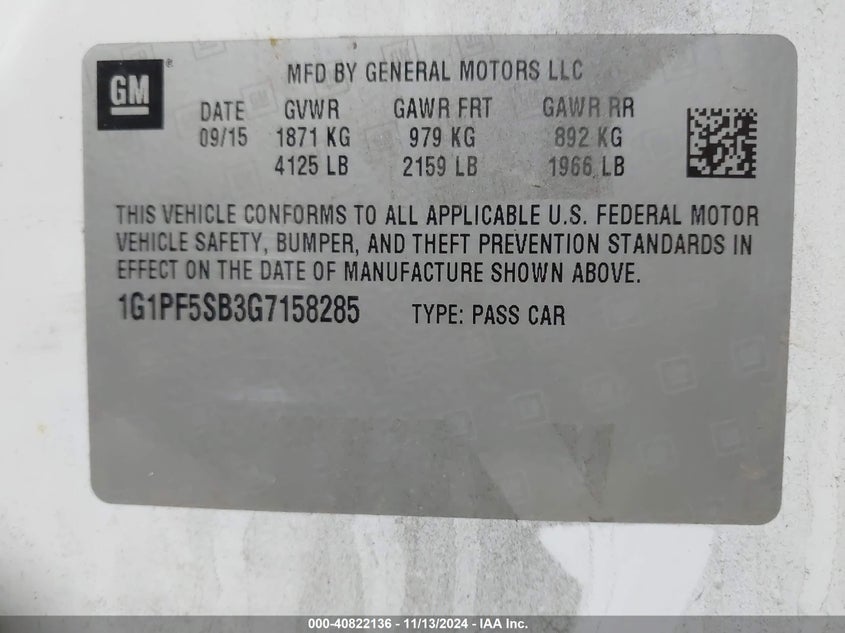 GM®
MFD BY GENERAL MOTORS LLC
DATE GVWR GAWR FRT GAWR RR
09/15 1871 KG 979 KG 892 KG
4125 LB 2159 LB 1966 LB
THIS VEHICLE CONFORMS TO ALL APPLICABLE U.S. FEDERAL MOTOR
VEHICLE SAFETY, BUMPER, AND THEFT PREVENTION STANDARDS IN
EFFECT ON THE DATE OF MANUFACTURE SHOWN ABOVE.
1G1PF5SB3G7158285 TYPE: PASS CAR
000-40822136 - 11/13/2024 - IAA Inc.